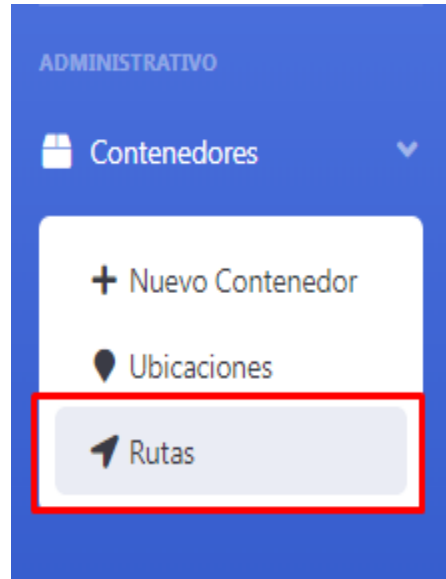 ADMINISTRATIVO
Contenedores
Nuevo Contenedor
Ubicaciones
Rutas